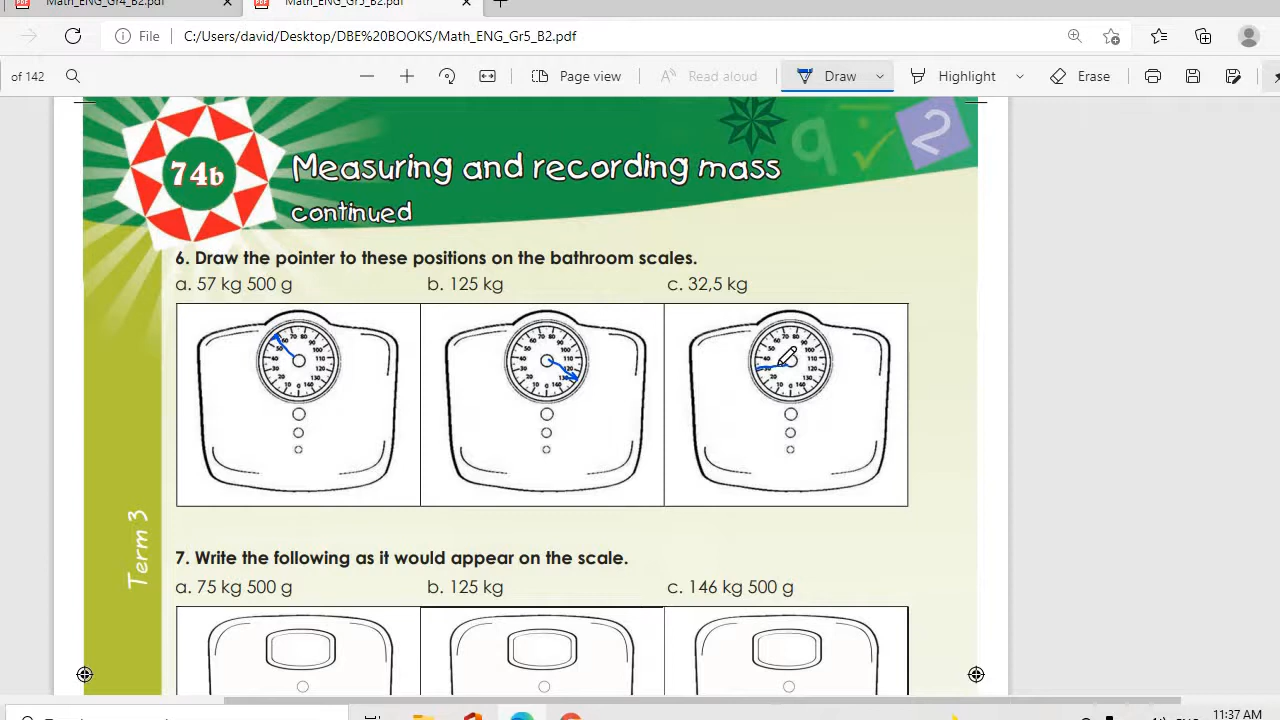 Math_ENG_Gr4_B2.pdf
Math_ENG_Gr5_B2.pdf
File C:/Users/david/Desktop/DBE%20BOOKS/Math_ENG_Gr5_B2.pdf
of 142 Page view Read aloud Draw Highlight Erase
74b
Measuring and recording mass
continued
9 2
6. Draw the pointer to these positions on the bathroom scales.
a. 57 kg 500 g b. 125 kg c. 32,5 kg
Term 3
7. Write the following as it would appear on the scale.
a. 75 kg 500 g b. 125 kg c. 146 kg 500 g
11:37 AM